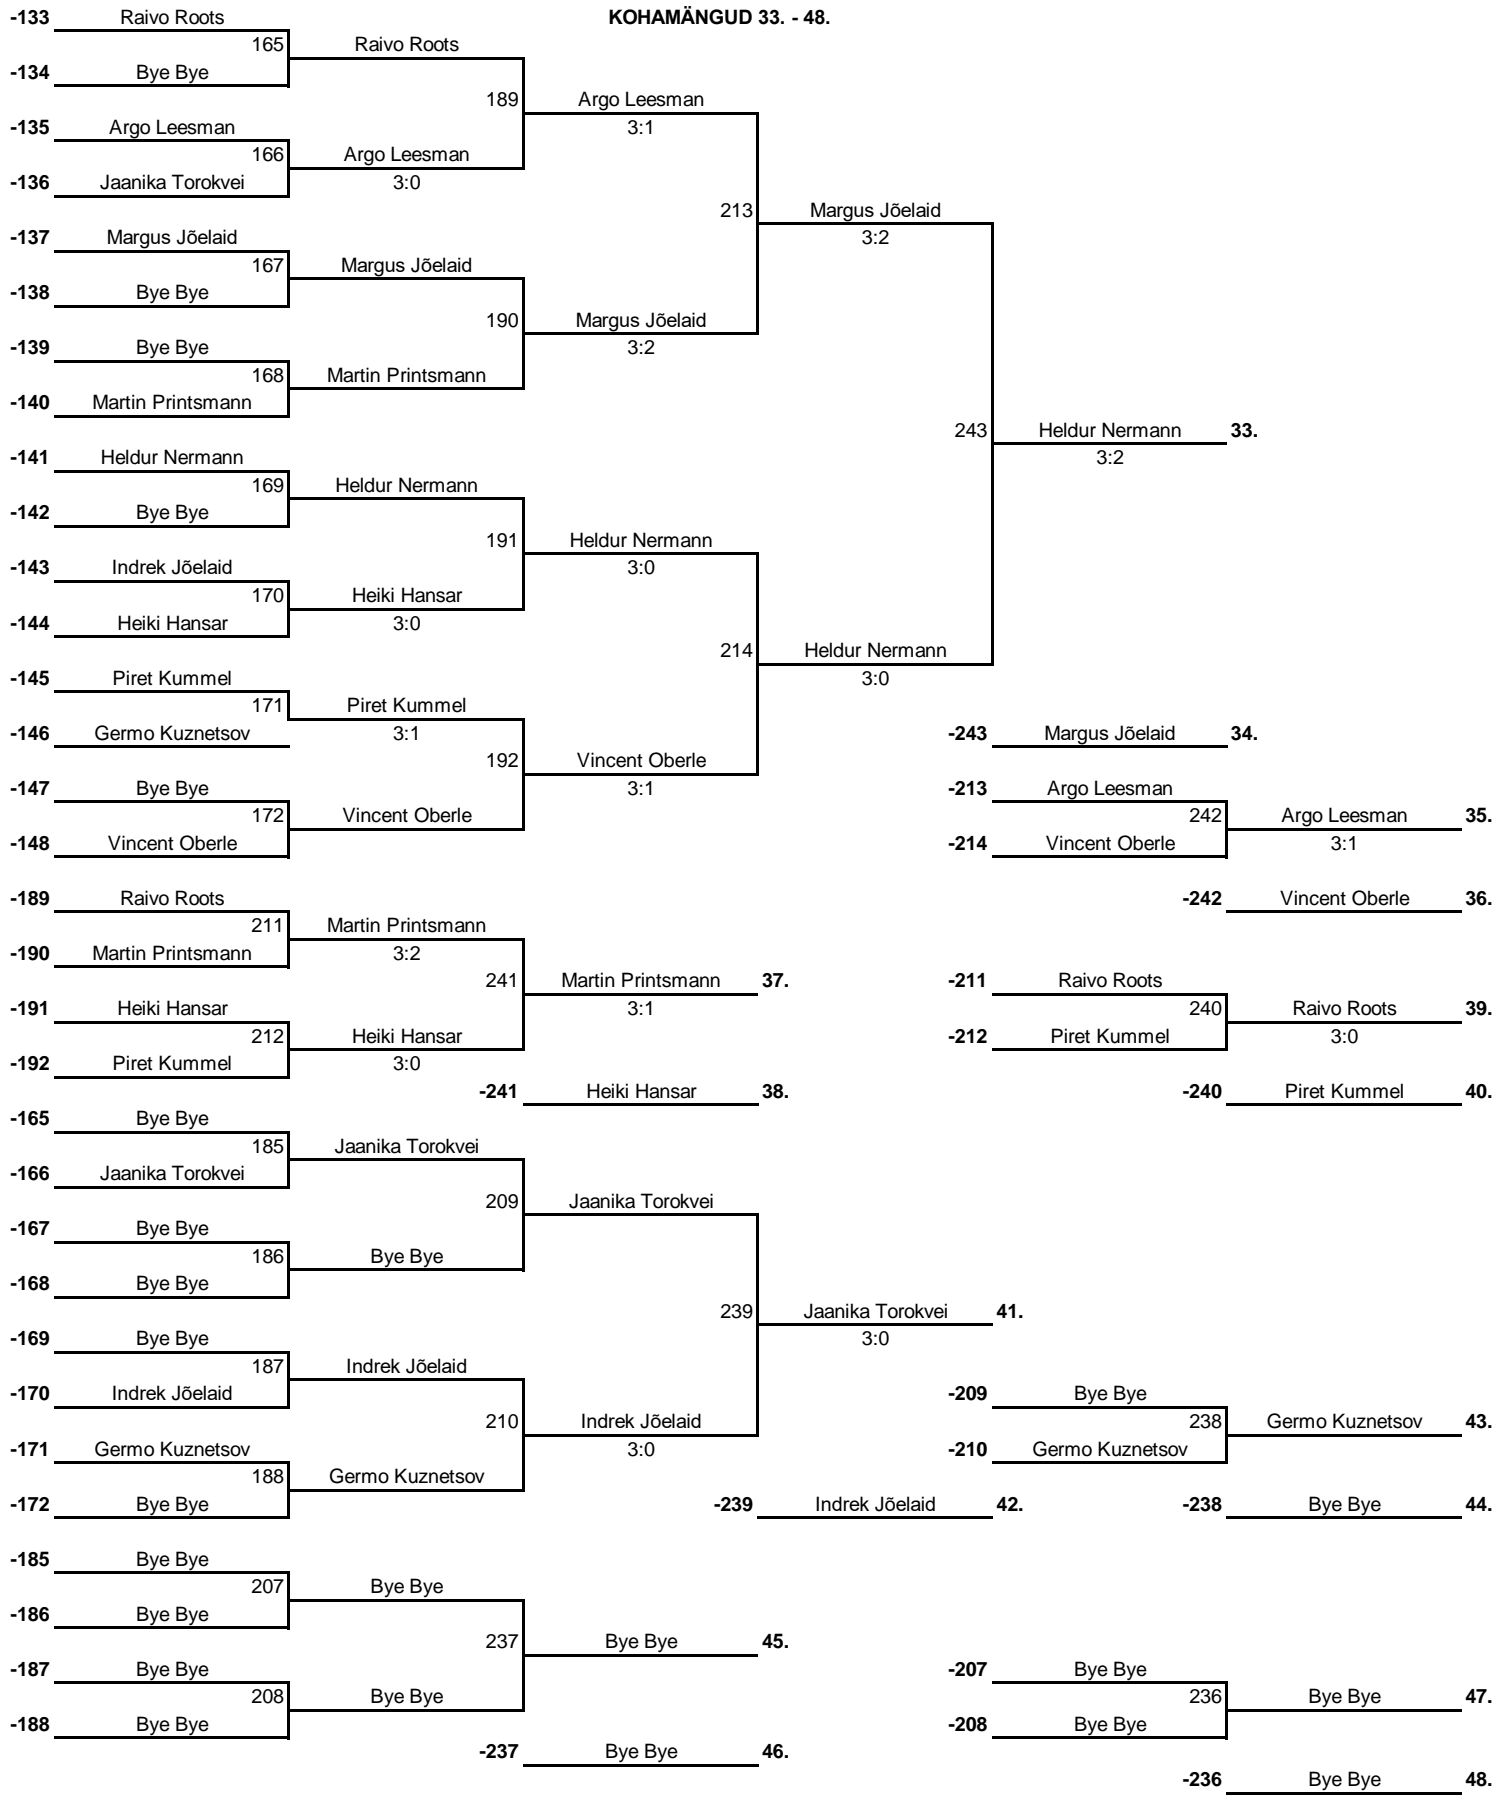 -133 Raivo Roots KOHAMÄNGUD 33. - 48.
165 Raivo Roots
-134 Bye Bye
189 Argo Leesman
-135 Argo Leesman 3:1
166 Argo Leesman
-136 Jaanika Torokvei 3:0
213 Margus Jõelaid
-137 Margus Jõelaid 3:2
167 Margus Jõelaid
-138 Bye Bye
190 Margus Jõelaid
-139 Bye Bye 3:2
168 Martin Printsmann
-140 Martin Printsmann
243 Heldur Nermann 33.
-141 Heldur Nermann 3:2
169 Heldur Nermann
-142 Bye Bye
191 Heldur Nermann
-143 Indrek Jõelaid 3:0
170 Heiki Hansar
-144 Heiki Hansar 3:0
214 Heldur Nermann
-145 Piret Kummel 3:0
171 Piret Kummel
-146 Germo Kuznetsov 3:1 -243 Margus Jõelaid 34.
192 Vincent Oberle
-147 Bye Bye 3:1 -213 Argo Leesman
172 Vincent Oberle 242 Argo Leesman 35.
-148 Vincent Oberle -214 Vincent Oberle 3:1
-189 Raivo Roots -242 Vincent Oberle 36.
211 Martin Printsmann
-190 Martin Printsmann 3:2
241 Martin Printsmann 37. -211 Raivo Roots
-191 Heiki Hansar 3:1 240 Raivo Roots 39.
212 Heiki Hansar -212 Piret Kummel 3:0
-192 Piret Kummel 3:0
-241 Heiki Hansar 38. -240 Piret Kummel 40.
-165 Bye Bye
185 Jaanika Torokvei
-166 Jaanika Torokvei
209 Jaanika Torokvei
-167 Bye Bye
186 Bye Bye
-168 Bye Bye
239 Jaanika Torokvei 41.
-169 Bye Bye 3:0
187 Indrek Jõelaid
-170 Indrek Jõelaid -209 Bye Bye
210 Indrek Jõelaid 238 Germo Kuznetsov 43.
-171 Germo Kuznetsov 3:0 -210 Germo Kuznetsov
188 Germo Kuznetsov
-172 Bye Bye -239 Indrek Jõelaid 42. -238 Bye Bye 44.
-185 Bye Bye
207 Bye Bye
-186 Bye Bye
237 Bye Bye 45.
-187 Bye Bye -207 Bye Bye
208 Bye Bye 236 Bye Bye 47.
-188 Bye Bye -208 Bye Bye
-237 Bye Bye 46.
-236 Bye Bye 48.